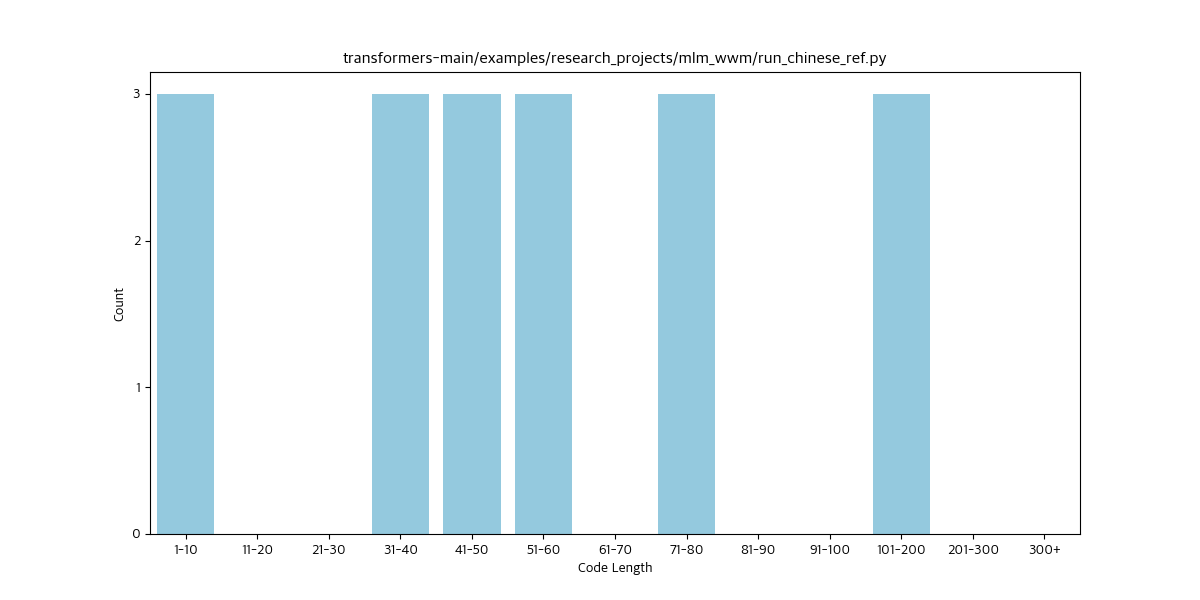 transformers-main/examples/research_projects/mlm_wwm/run_chinese_ref.py
3
2
1
0
Count
1-10 11-20 21-30 31-40 41-50 51-60 61-70 71-80 81-90 91-100 101-200 201-300 300+
Code Length